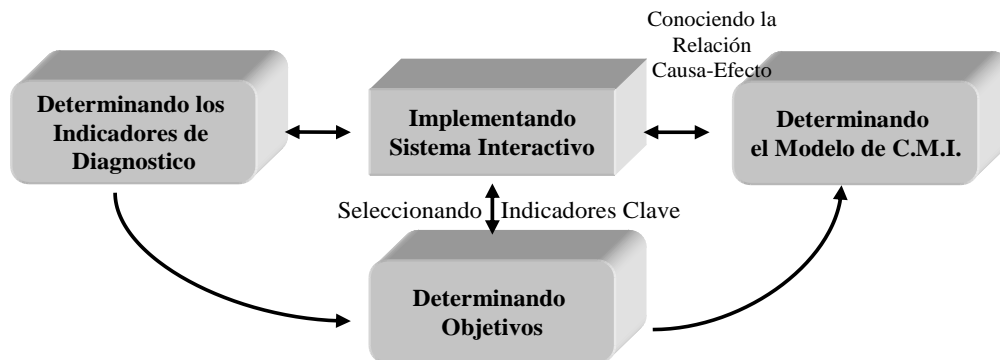 Conociendo la
Relación
Causa-Efecto
Determinando los
Indicadores de
Diagnostico
Implementando
Sistema Interactivo
Determinando
el Modelo de C.M.I.
Seleccionando Indicadores Clave
Determinando
Objetivos